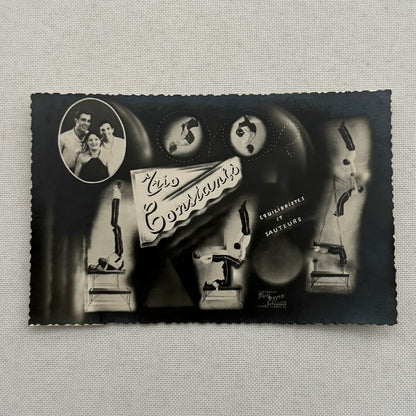 Trio
Constants
EQUILIBRISTES
ET
SAUTEURS